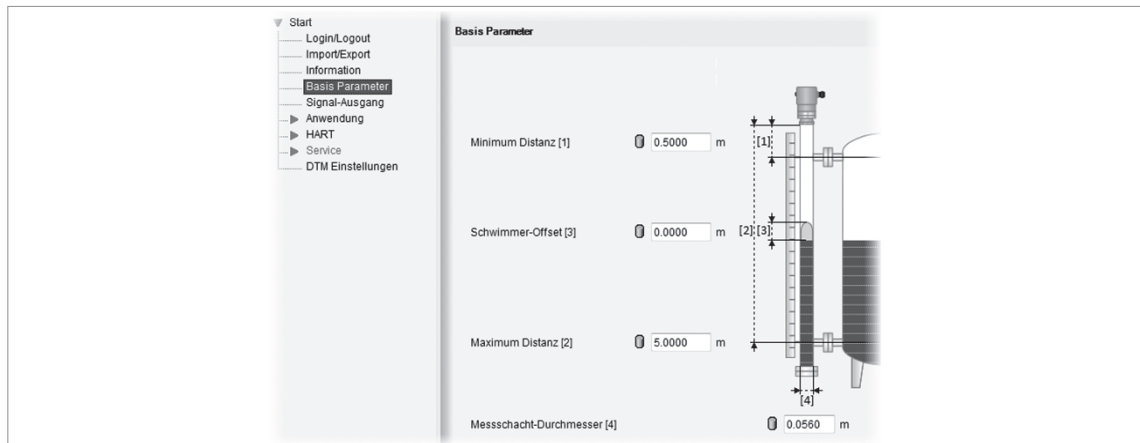 Start
Login/Logout
Import/Export
Information
Basis Parameter
Signal-Ausgang
Anwendung
HART
Service
DTM Einstellungen
Basis Parameter
Minimum Distanz [1] 0.5000 m
[1]
Schwimmer-Offset [3] 0.0000 m
[2] [3]
Maximum Distanz [2] 5.0000 m
[4]
Messschacht-Durchmesser [4] 0.0560 m